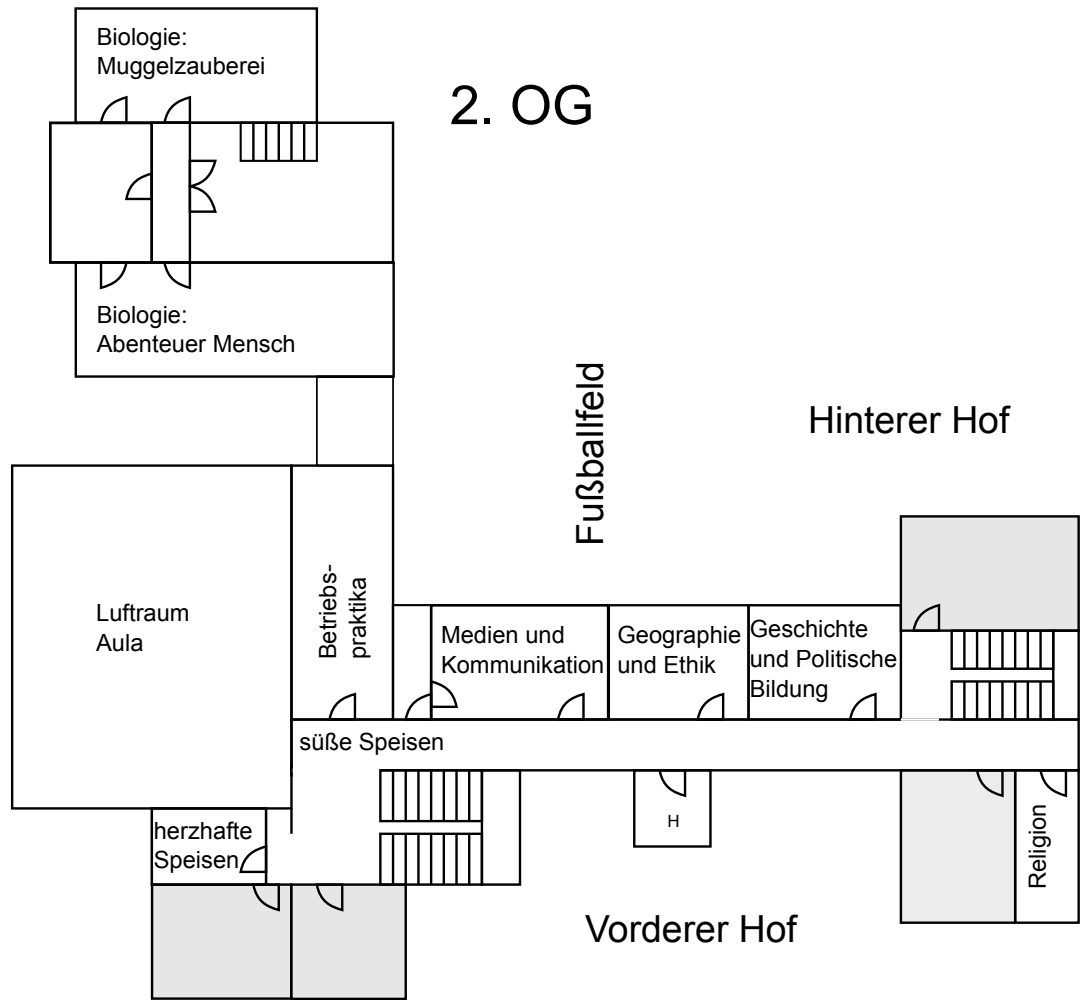 Biologie:
Muggelzauberei
2. OG
Biologie:
Abenteuer Mensch
Fußballfeld
Hinterer Hof
Luftraum
Aula
Betriebs-
praktika
Medien und
Kommunikation
Geographie
und Ethik
Geschichte
und Politische
Bildung
süße Speisen
herzhafte
Speisen
H
Religion
Vorderer Hof